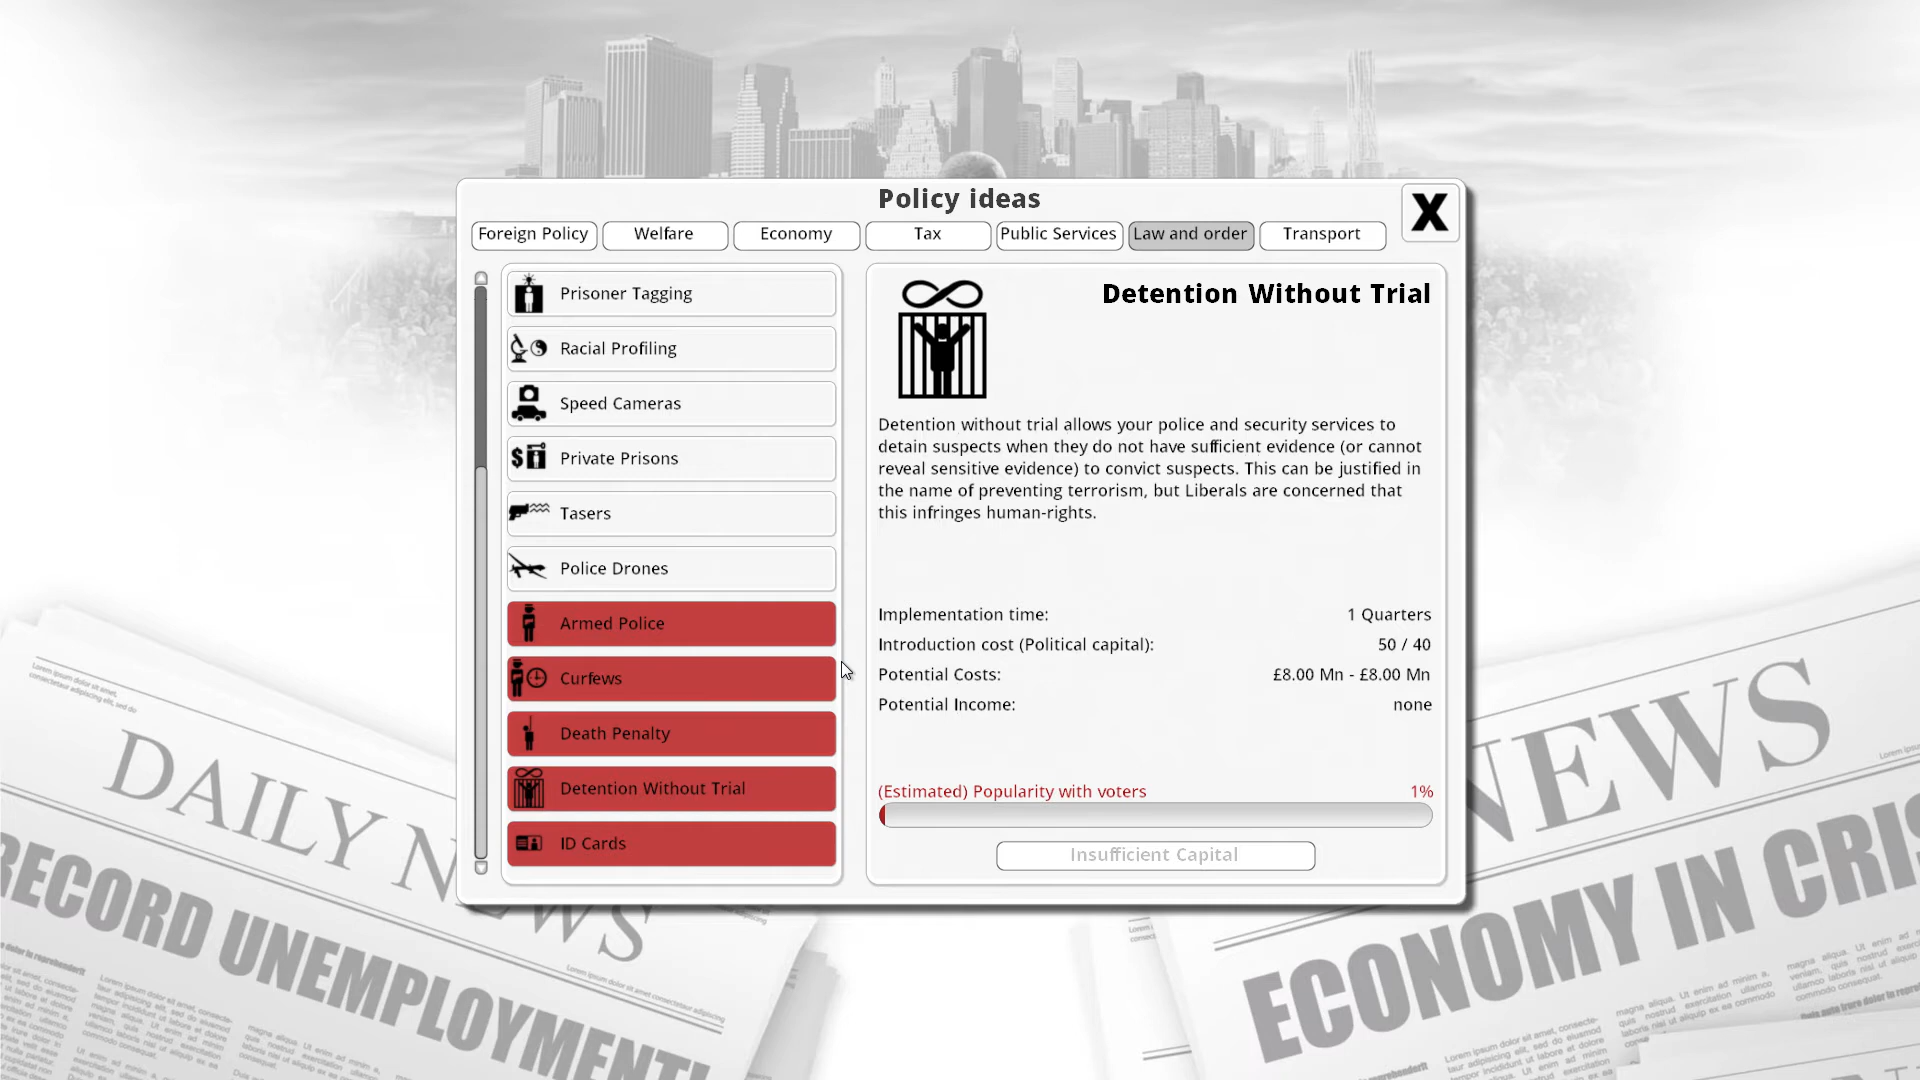 Policy ideas
X
Foreign Policy
Welfare
Economy
Tax
Public Services
Law and order
Transport
Prisoner Tagging
Racial Profiling
Speed Cameras
Private Prisons
Tasers
Police Drones
Armed Police
Curfews
Death Penalty
Detention Without Trial
ID Cards
Detention Without Trial
Detention without trial allows your police and security services to
detain suspects when they do not have sufficient evidence (or cannot
reveal sensitive evidence) to convict suspects. This can be justified in
the name of preventing terrorism, but Liberals are concerned that
this infringes human-rights.
Implementation time: 1 Quarters
Introduction cost (Political capital): 50 / 40
Potential Costs: £8.00 Mn - £8.00 Mn
Potential Income: none
(Estimated) Popularity with voters 1%
Insufficient Capital
DAILY NEWS
RECORD UNEMPLOYMENT!
NEWS
ECONOMY IN CRIS